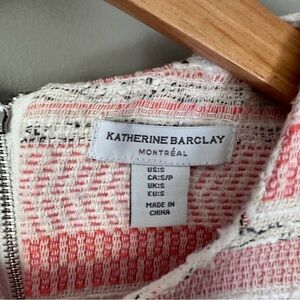 KATHERINE BARCLAY
MONTRÉAL
US:S
CA:S/P
UK:S
EU:S
MADE IN
CHINA